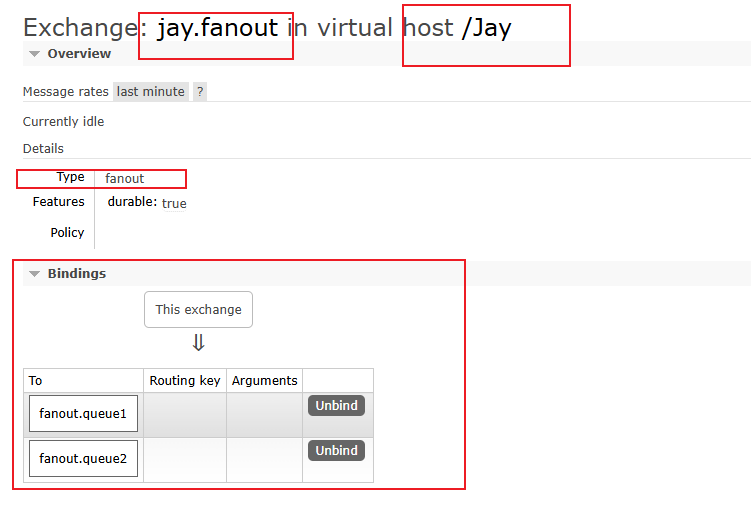 Exchange: jay.fanout in virtual host /Jay
Overview
Message rates last minute ?
Currently idle
Details
Type fanout
Features durable: true
Policy
Bindings
This exchange
⇓
To Routing key Arguments
fanout.queue1 Unbind
fanout.queue2 Unbind